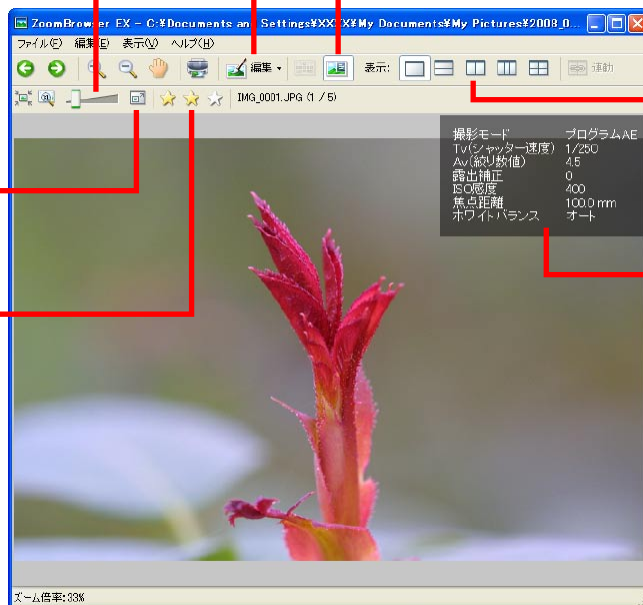 ZoomBrowser EX - C:¥Documents and Settings¥XXXX¥My Documents¥My Pictures¥2008_0...
ファイル(F) 編集(E) 表示(V) ヘルプ(H)
編集 表示: 連動
IMG_0001.JPG (1 / 5)
撮影モード プログラムAE
Tv(シャッター速度) 1/250
Av(絞り数値) 4.5
露出補正 0
ISO感度 400
焦点距離 100.0 mm
ホワイトバランス オート
ズーム倍率:33%